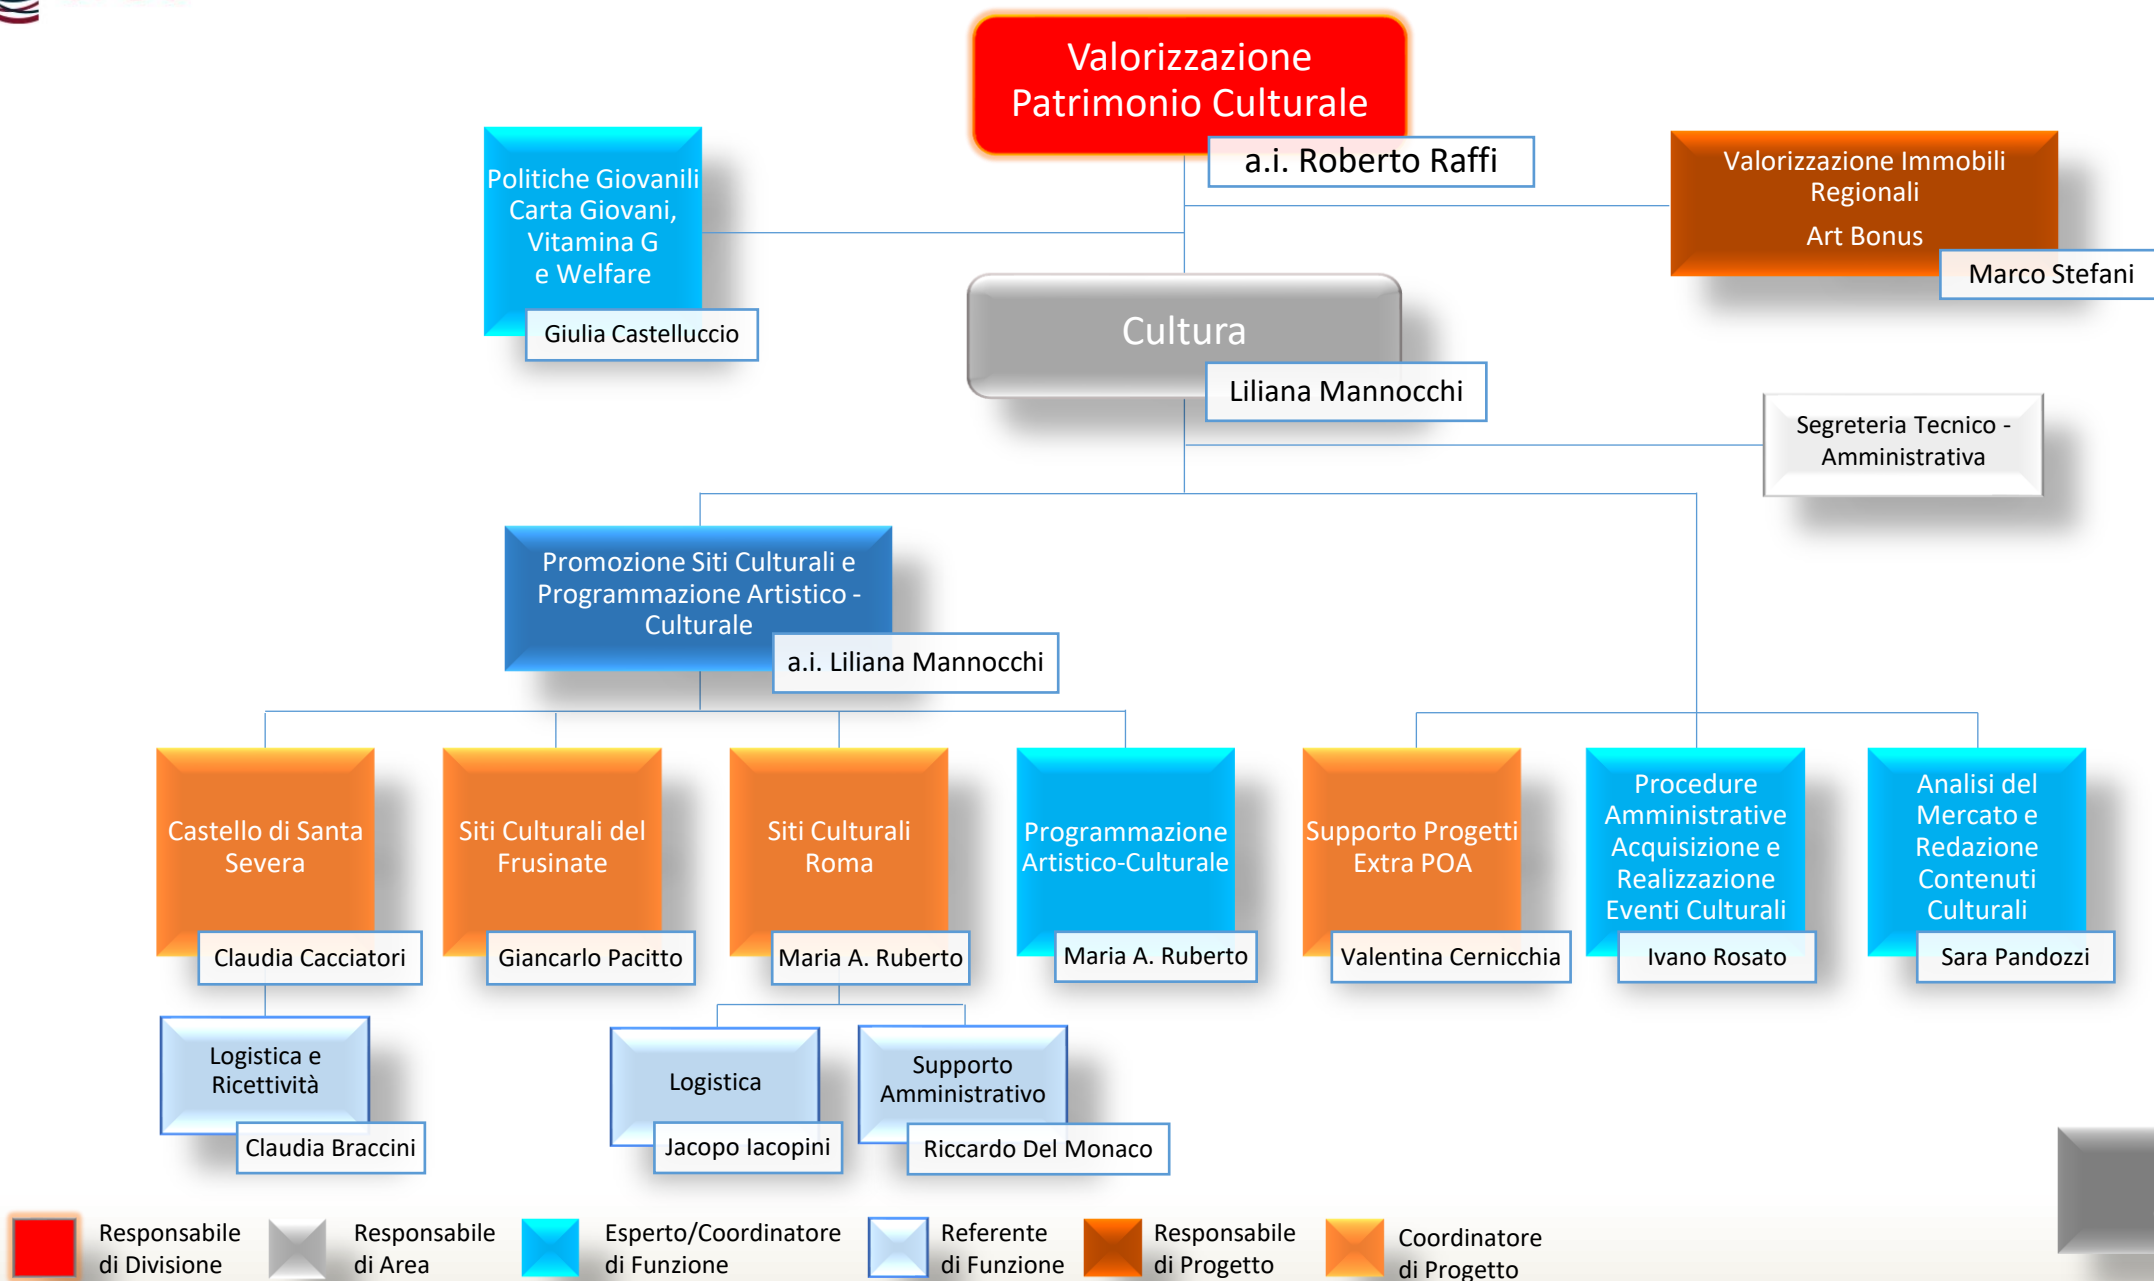 Valorizzazione
Patrimonio Culturale
a.i. Roberto Raffi
Politiche Giovanili
Carta Giovani,
Vitamina G
e Welfare
Giulia Castelluccio
Valorizzazione Immobili
Regionali
Art Bonus
Marco Stefani
Cultura
Liliana Mannocchi
Segreteria Tecnico -
Amministrativa
Promozione Siti Culturali e
Programmazione Artistico -
Culturale
a.i. Liliana Mannocchi
Castello di Santa
Severa
Claudia Cacciatori
Siti Culturali del
Frusinate
Giancarlo Pacitto
Siti Culturali
Roma
Maria A. Ruberto
Programmazione
Artistico-Culturale
Maria A. Ruberto
Supporto Progetti
Extra POA
Valentina Cernicchia
Procedure
Amministrative
Acquisizione e
Realizzazione
Eventi Culturali
Ivano Rosato
Analisi del
Mercato e
Redazione
Contenuti
Culturali
Sara Pandozzi
Logistica e
Ricettività
Claudia Braccini
Logistica
Jacopo Iacopini
Supporto
Amministrativo
Riccardo Del Monaco
Responsabile
di Divisione
Responsabile
di Area
Esperto/Coordinatore
di Funzione
Referente
di Funzione
Responsabile
di Progetto
Coordinatore
di Progetto